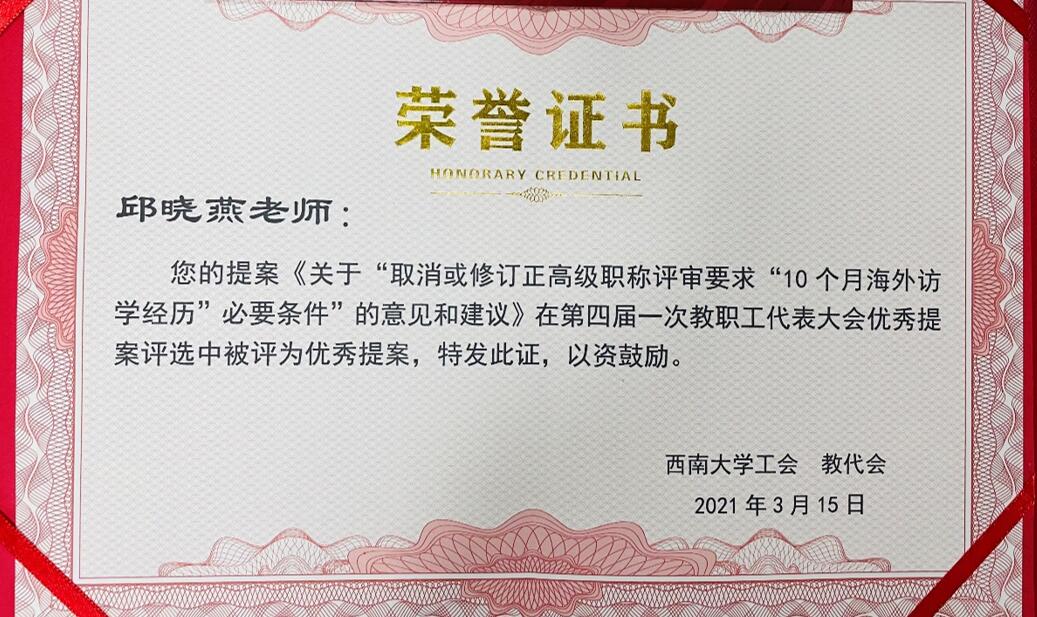 荣誉证书
HONORARY CREDENTIAL
邱晓燕老师：
您的提案《关于“取消或修订正高级职称评审要求“10个月海外访
学经历”必要条件”的意见和建议》在第四届一次教职工代表大会优秀提
案评选中被评为优秀提案，特发此证，以资鼓励。
西南大学工会 教代会
2021年3月15日